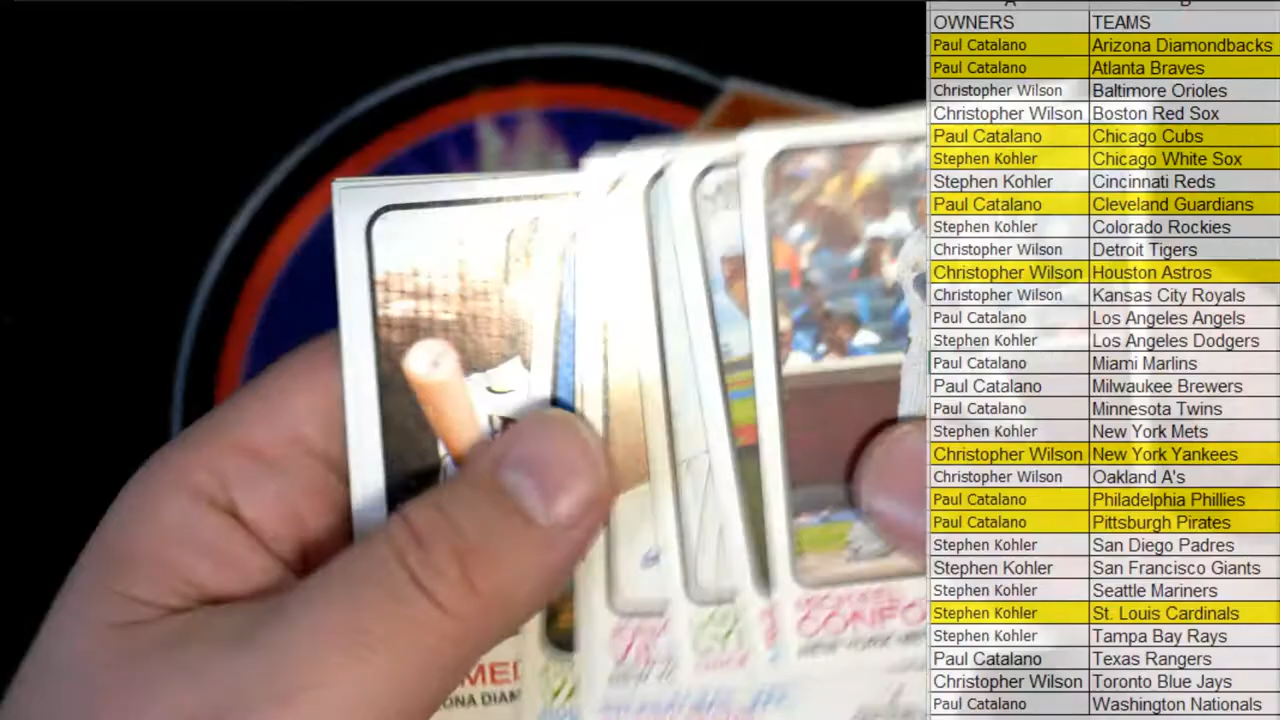 OWNERS TEAMS
Paul Catalano Arizona Diamondbacks
Paul Catalano Atlanta Braves
Christopher Wilson Baltimore Orioles
Christopher Wilson Boston Red Sox
Paul Catalano Chicago Cubs
Stephen Kohler Chicago White Sox
Stephen Kohler Cincinnati Reds
Paul Catalano Cleveland Guardians
Stephen Kohler Colorado Rockies
Christopher Wilson Detroit Tigers
Christopher Wilson Houston Astros
Christopher Wilson Kansas City Royals
Paul Catalano Los Angeles Angels
Stephen Kohler Los Angeles Dodgers
Paul Catalano Miami Marlins
Paul Catalano Milwaukee Brewers
Paul Catalano Minnesota Twins
Stephen Kohler New York Mets
Christopher Wilson New York Yankees
Christopher Wilson Oakland A's
Paul Catalano Philadelphia Phillies
Paul Catalano Pittsburgh Pirates
Stephen Kohler San Diego Padres
Stephen Kohler San Francisco Giants
Stephen Kohler Seattle Mariners
Stephen Kohler St. Louis Cardinals
Stephen Kohler Tampa Bay Rays
Paul Catalano Texas Rangers
Christopher Wilson Toronto Blue Jays
Paul Catalano Washington Nationals
CONFO
NEW YORK ME
MEL
ONA DIAM